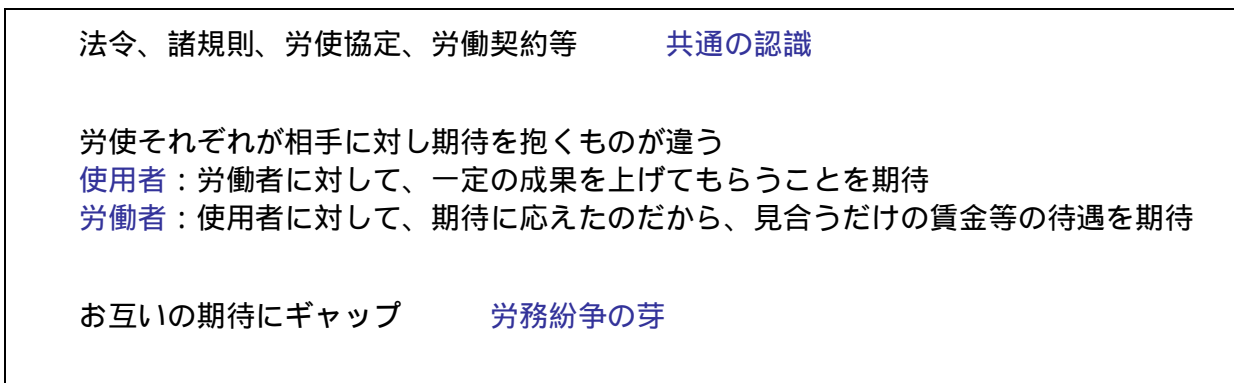 法令、諸規則、労使協定、労働契約等　　　共通の認識
労使それぞれが相手に対し期待を抱くものが違う
使用者：労働者に対して、一定の成果を上げてもらうことを期待
労働者：使用者に対して、期待に応えたのだから、見合うだけの賃金等の待遇を期待
お互いの期待にギャップ　　　労務紛争の芽